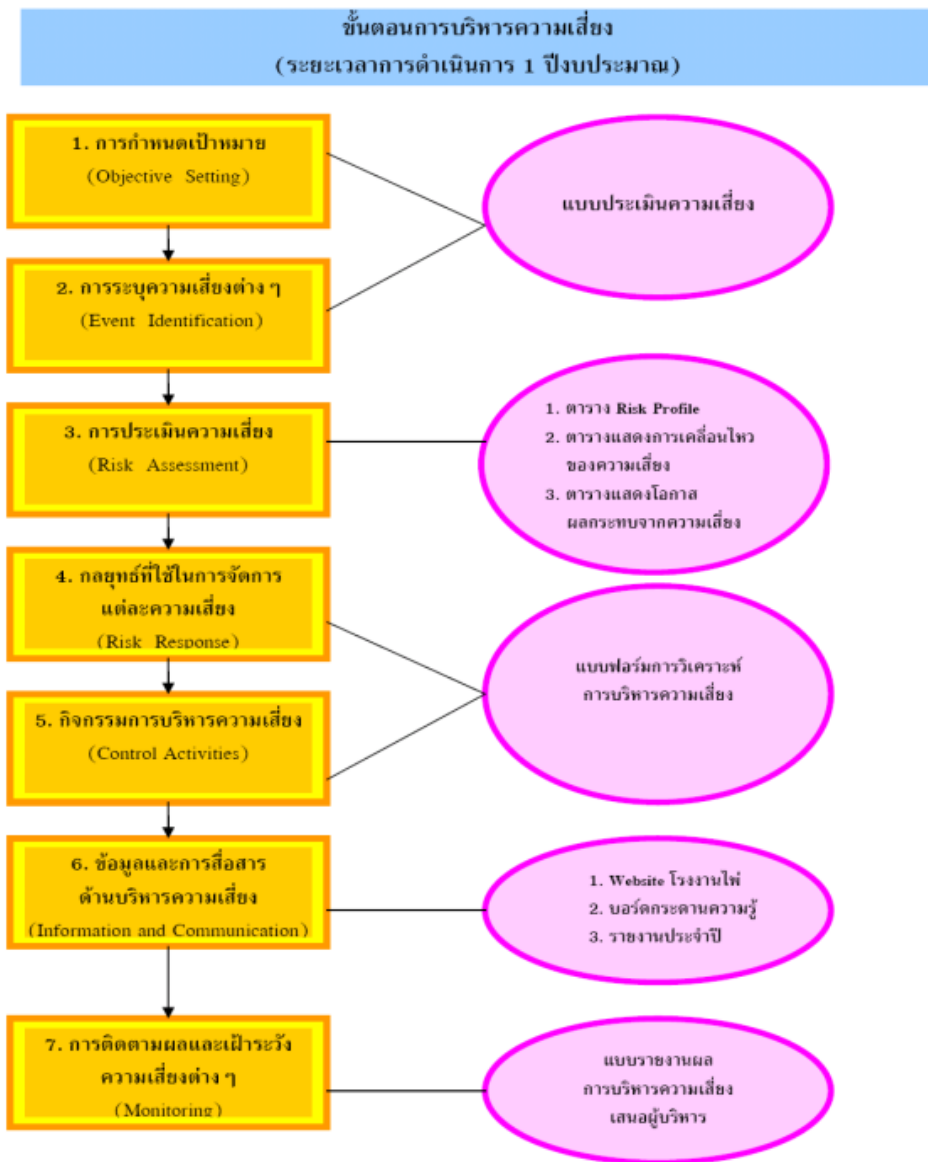 ขั้นตอนการบริหารความเสี่ยง
(ระยะเวลาการดำเนินการ 1 ปีงบประมาณ)
1. การกำหนดเป้าหมาย
(Objective Setting)
แบบประเมินความเสี่ยง
2. การระบุความเสี่ยงต่าง ๆ
(Event Identification)
3. การประเมินความเสี่ยง
(Risk Assessment)
1. ตาราง Risk Profile
2. ตารางแสดงการเคลื่อนไหว
ของความเสี่ยง
3. ตารางแสดงโอกาส
ผลกระทบจากความเสี่ยง
4. กลยุทธ์ที่ใช้ในการจัดการ
แต่ละความเสี่ยง
(Risk Response)
แบบฟอร์มการวิเคราะห์
การบริหารความเสี่ยง
5. กิจกรรมการบริหารความเสี่ยง
(Control Activities)
6. ข้อมูลและการสื่อสาร
ด้านบริหารความเสี่ยง
(Information and Communication)
1. Website โรงงานไพ่
2. บอร์ดกระดานความรู้
3. รายงานประจำปี
7. การติดตามผลและเฝ้าระวัง
ความเสี่ยงต่าง ๆ
(Monitoring)
แบบรายงานผล
การบริหารความเสี่ยง
เสนอผู้บริหาร